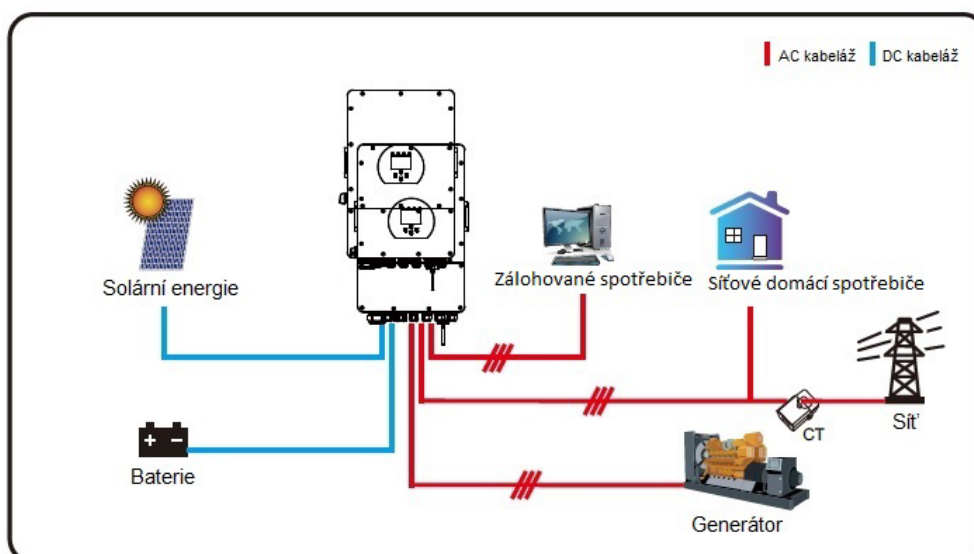 AC kabeláž
DC kabeláž
Solární energie
Zálohované spotřebiče
Síťové domácí spotřebiče
CT
Síť
Baterie
Generátor